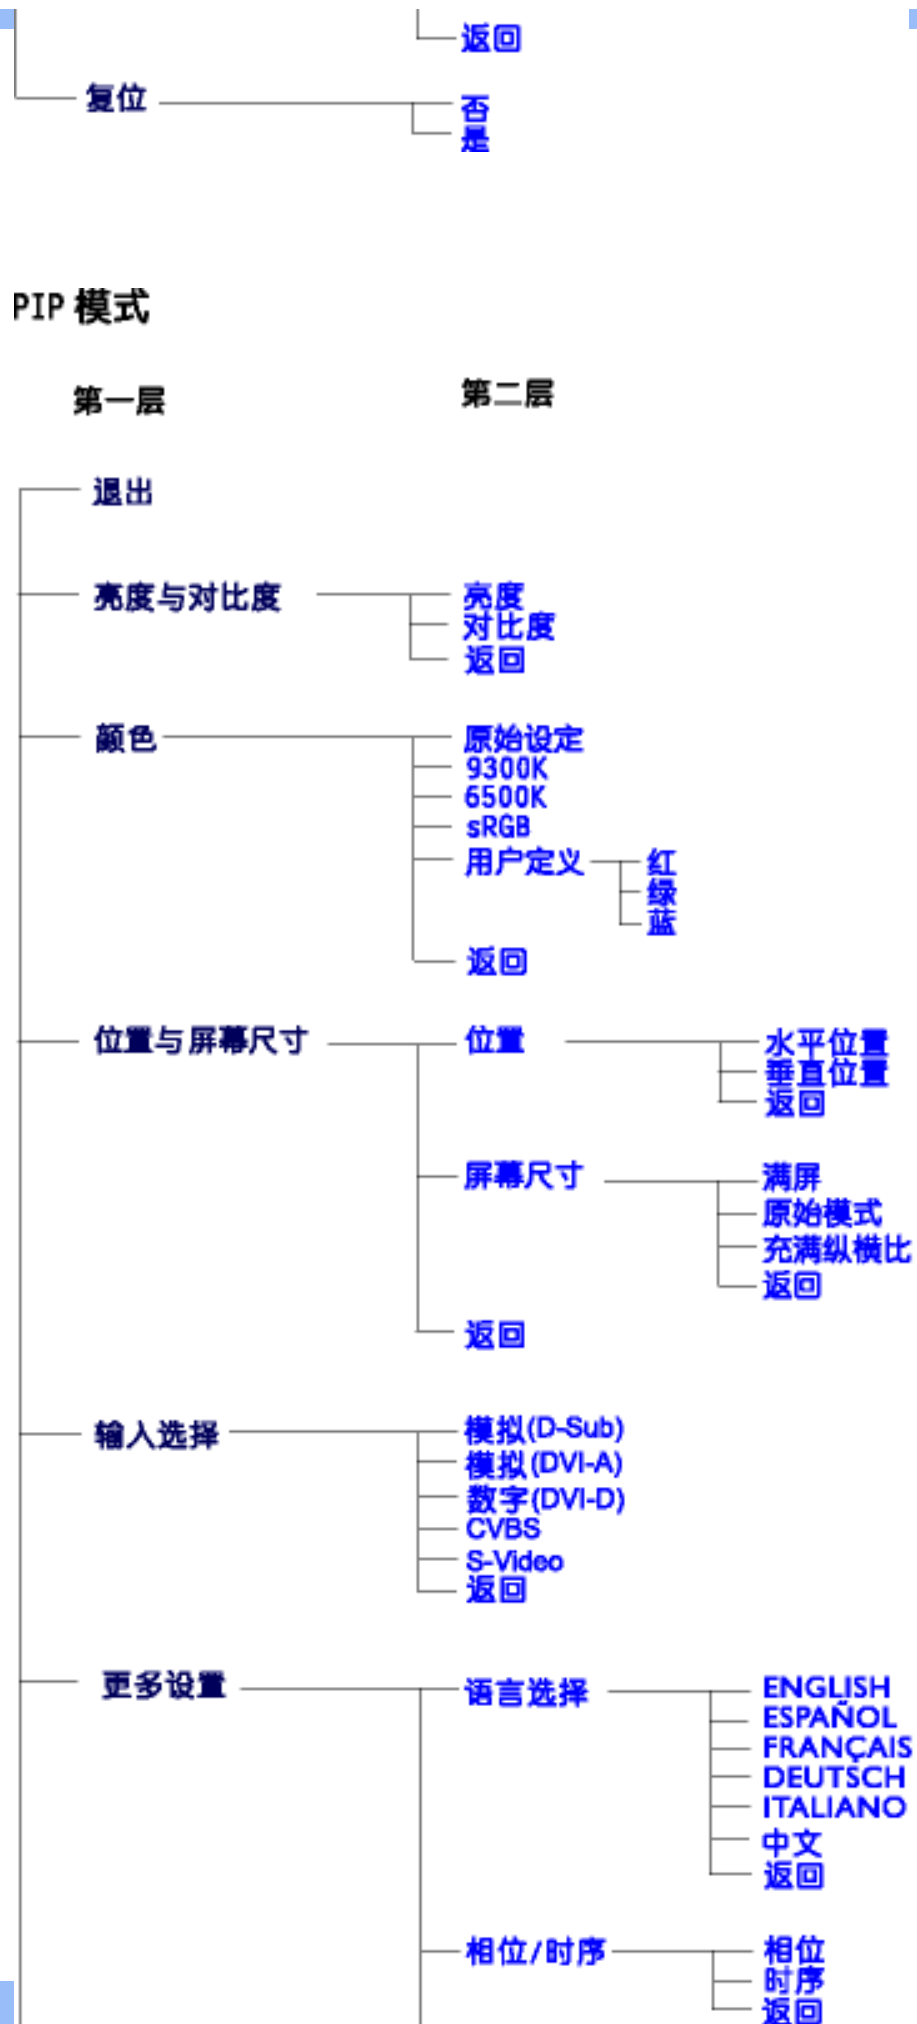 返回
复位
否
是
PIP 模式
第一层
第二层
退出
亮度与对比度
亮度
对比度
返回
颜色
原始设定
9300K
6500K
sRGB
用户定义
红
绿
蓝
返回
位置与屏幕尺寸
位置
水平位置
垂直位置
返回
屏幕尺寸
满屏
原始模式
充满纵横比
返回
返回
输入选择
模拟(D-Sub)
模拟(DVI-A)
数字(DVI-D)
CVBS
S-Video
返回
更多设置
语言选择
ENGLISH
ESPAÑOL
FRANÇAIS
DEUTSCH
ITALIANO
中文
返回
相位/时序
相位
时序
返回